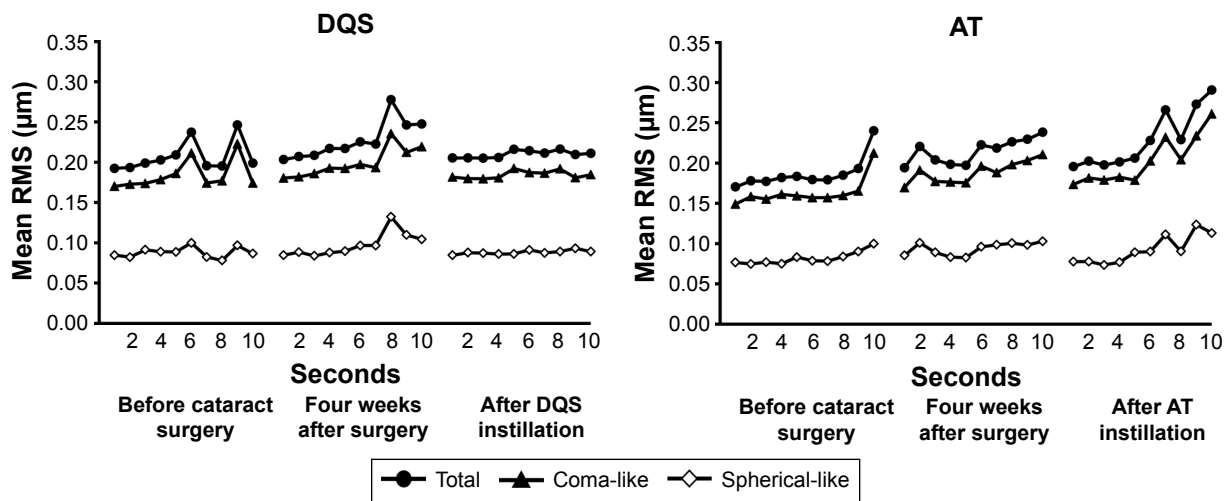 DQS
Mean RMS (µm)
0.35
0.30
0.25
0.20
0.15
0.10
0.05
0.00
2 4 6 8 10 2 4 6 8 10 2 4 6 8 10
Seconds
Before cataract
surgery
Four weeks
after surgery
After DQS
instillation
AT
Mean RMS (µm)
0.35
0.30
0.25
0.20
0.15
0.10
0.05
0.00
2 4 6 8 10 2 4 6 8 10 2 4 6 8 10
Seconds
Before cataract
surgery
Four weeks
after surgery
After AT
instillation
Total Coma-like Spherical-like